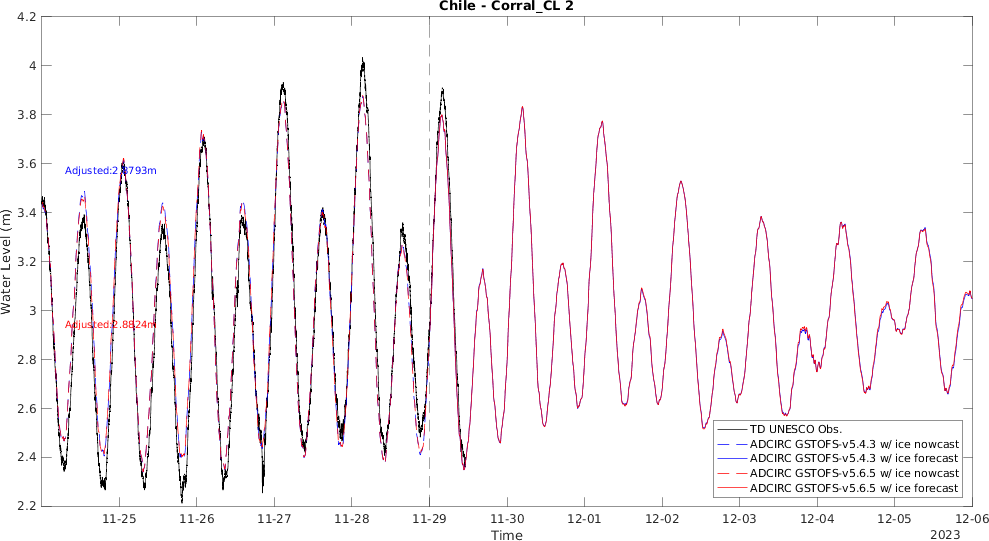 Chile - Corral_CL 2
4.2
4
3.8
3.6
3.4
3.2
3
2.8
2.6
2.4
2.2
Water Level (m)
Adjusted:2.8793m
Adjusted:2.8824m
TD UNESCO Obs.
ADCIRC GSTOFS-v5.4.3 w/ ice nowcast
ADCIRC GSTOFS-v5.4.3 w/ ice forecast
ADCIRC GSTOFS-v5.6.5 w/ ice nowcast
ADCIRC GSTOFS-v5.6.5 w/ ice forecast
11-25 11-26 11-27 11-28 11-29 11-30 12-01 12-02 12-03 12-04 12-05 12-06
Time
2023